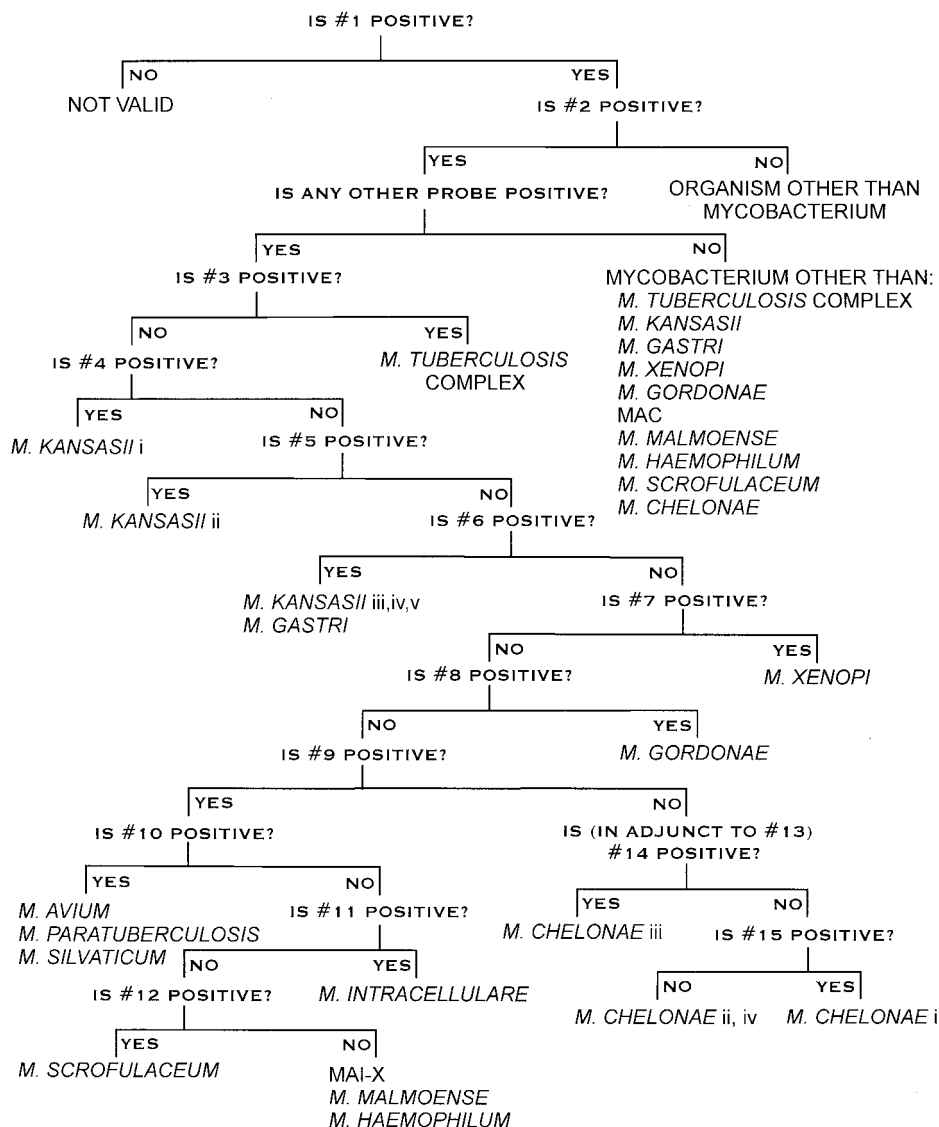 IS #1 POSITIVE?
NO
YES
NOT VALID
IS #2 POSITIVE?
YES
NO
IS ANY OTHER PROBE POSITIVE?
ORGANISM OTHER THAN
MYCOBACTERIUM
YES
NO
IS #3 POSITIVE?
MYCOBACTERIUM OTHER THAN:
M. TUBERCULOSIS COMPLEX
M. KANSASII
M. GASTRI
M. XENOPI
M. GORDONAE
MAC
M. MALMOENSE
M. HAEMOPHILUM
M. SCROFULACEUM
M. CHELONAE
NO
YES
IS #4 POSITIVE?
M. TUBERCULOSIS
COMPLEX
YES
NO
M. KANSASII i
IS #5 POSITIVE?
YES
NO
M. KANSASII ii
IS #6 POSITIVE?
YES
NO
M. KANSASII iii,iv,v
M. GASTRI
IS #7 POSITIVE?
NO
YES
IS #8 POSITIVE?
M. XENOPI
NO
YES
IS #9 POSITIVE?
M. GORDONAE
YES
NO
IS #10 POSITIVE?
IS (IN ADJUNCT TO #13)
#14 POSITIVE?
YES
NO
YES
NO
M. AVIUM
M. PARATUBERCULOSIS
M. SILVATICUM
IS #11 POSITIVE?
M. CHELONAE iii
IS #15 POSITIVE?
NO
YES
NO
YES
IS #12 POSITIVE?
M. INTRACELLULARE
M. CHELONAE ii, iv
M. CHELONAE i
YES
NO
M. SCROFULACEUM
MAI-X
M. MALMOENSE
M. HAEMOPHILUM